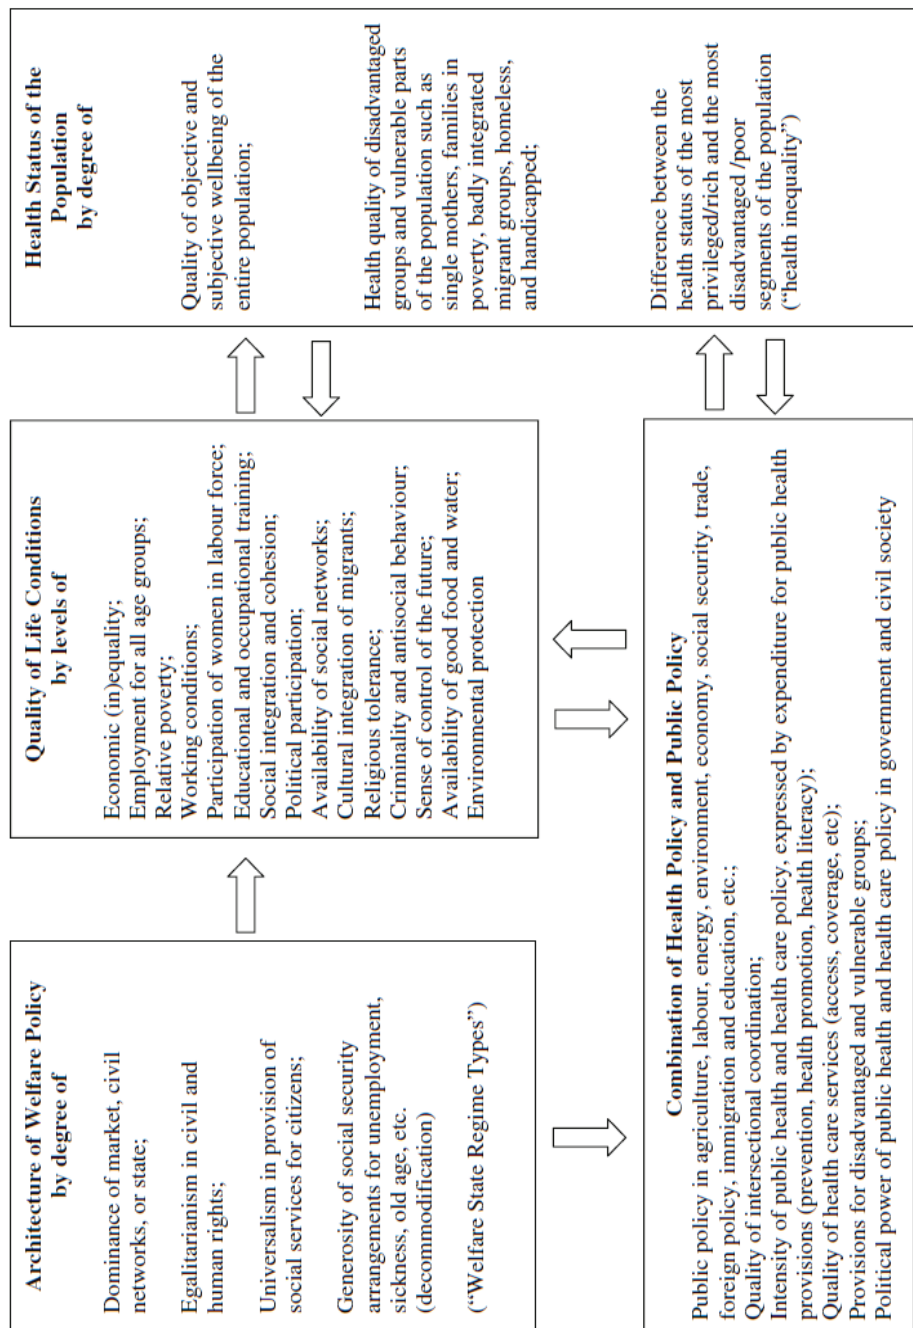 Architecture of Welfare Policy
by degree of
Dominance of market, civil
networks, or state;
Egalitarianism in civil and
human rights;
Universalism in provision of
social services for citizens;
Generosity of social security
arrangements for unemployment,
sickness, old age, etc.
(decommodification)
(“Welfare State Regime Types”)
Quality of Life Conditions
by levels of
Economic (in)equality;
Employment for all age groups;
Relative poverty;
Working conditions;
Participation of women in labour force;
Educational and occupational training;
Social integration and cohesion;
Political participation;
Availability of social networks;
Cultural integration of migrants;
Religious tolerance;
Criminality and antisocial behaviour;
Sense of control of the future;
Availability of good food and water;
Environmental protection
Health Status of the
Population
by degree of
Quality of objective and
subjective wellbeing of the
entire population;
Health quality of disadvantaged
groups and vulnerable parts
of the population such as
single mothers, families in
poverty, badly integrated
migrant groups, homeless,
and handicapped;
Difference between the
health status of the most
privileged/rich and the most
disadvantaged /poor
segments of the population
(“health inequality”)
Combination of Health Policy and Public Policy
Public policy in agriculture, labour, energy, environment, economy, social security, trade,
foreign policy, immigration and education, etc.;
Quality of intersectional coordination;
Intensity of public health and health care policy, expressed by expenditure for public health
provisions (prevention, health promotion, health literacy);
Quality of health care services (access, coverage, etc);
Provisions for disadvantaged and vulnerable groups;
Political power of public health and health care policy in government and civil society